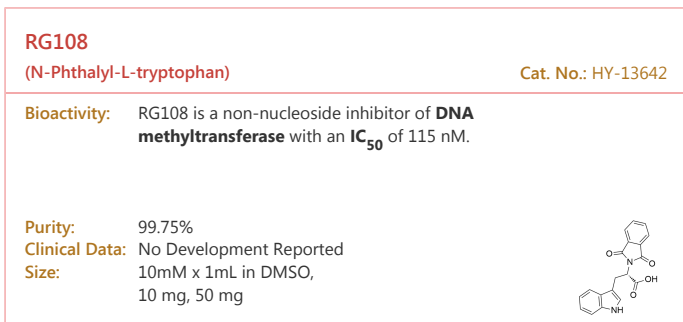 RG108
(N-Phthalyl-L-tryptophan) Cat. No.: HY-13642
Bioactivity: RG108 is a non-nucleoside inhibitor of DNA
methyltransferase with an IC50 of 115 nM.
Purity: 99.75%
Clinical Data: No Development Reported
Size: 10mM x 1mL in DMSO,
10 mg, 50 mg
O
N
O
OH
O
NH